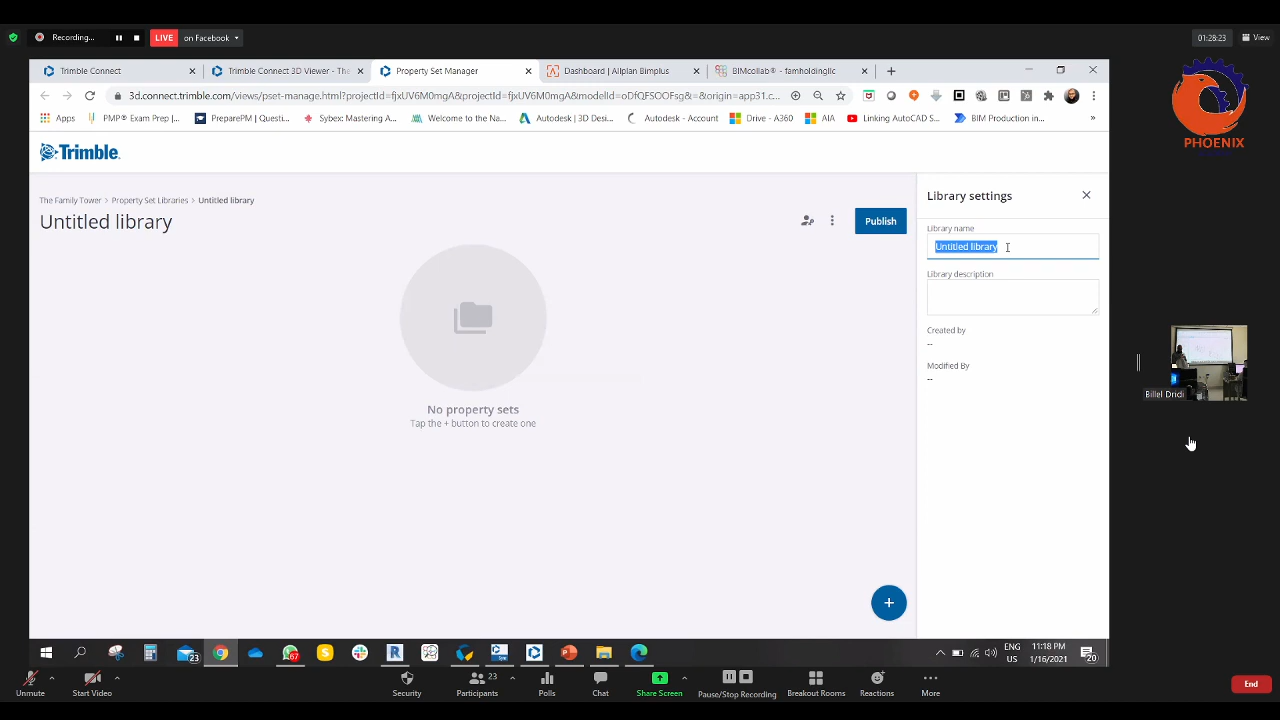 Recording...
LIVE on Facebook
01:28:23
View
Trimble Connect
Trimble Connect 3D Viewer - The
Property Set Manager
Dashboard | Allplan Bimplus
BIMcollab® - famholdingllc
3d.connect.trimble.com/views/pset-manage.html?projectId=fjxUV6M0mgA&projectId=fjxUV6M0mgA&modelId=oDfQFSOOFsg&=&origin=app31.c...
Apps
PMP® Exam Prep |...
PreparePM | Questi...
Sybex: Mastering A...
Welcome to the Na...
Autodesk | 3D Desi...
Autodesk - Account
Drive - A360
AIA
Linking AutoCAD S...
BIM Production in...
»
PHOENIX
Trimble
The Family Tower > Property Set Libraries > Untitled library
Untitled library
Publish
Library settings
Library name
Untitled library
Library description
Created by
--
Modified By
--
No property sets
Tap the + button to create one
Billel Dridi
23
67
ENG
US
11:18 PM
1/16/2021
20
Unmute
Start Video
Security
Participants
23
Polls
Chat
Share Screen
Pause/Stop Recording
Breakout Rooms
Reactions
More
End